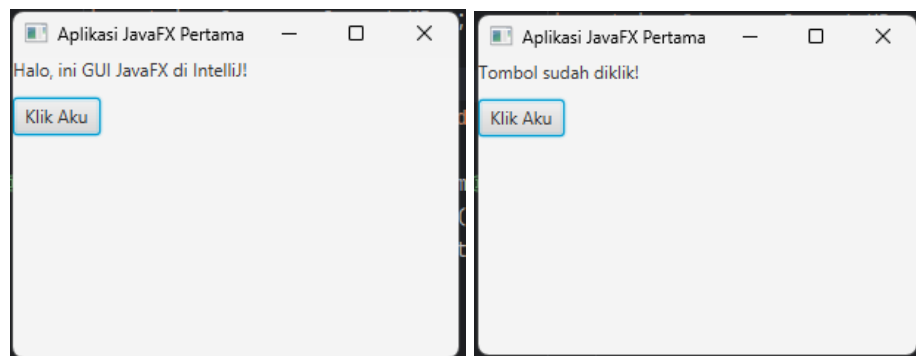 Aplikasi JavaFX Pertama
Halo, ini GUI JavaFX di IntelliJ!
Klik Aku
Aplikasi JavaFX Pertama
Tombol sudah diklik!
Klik Aku